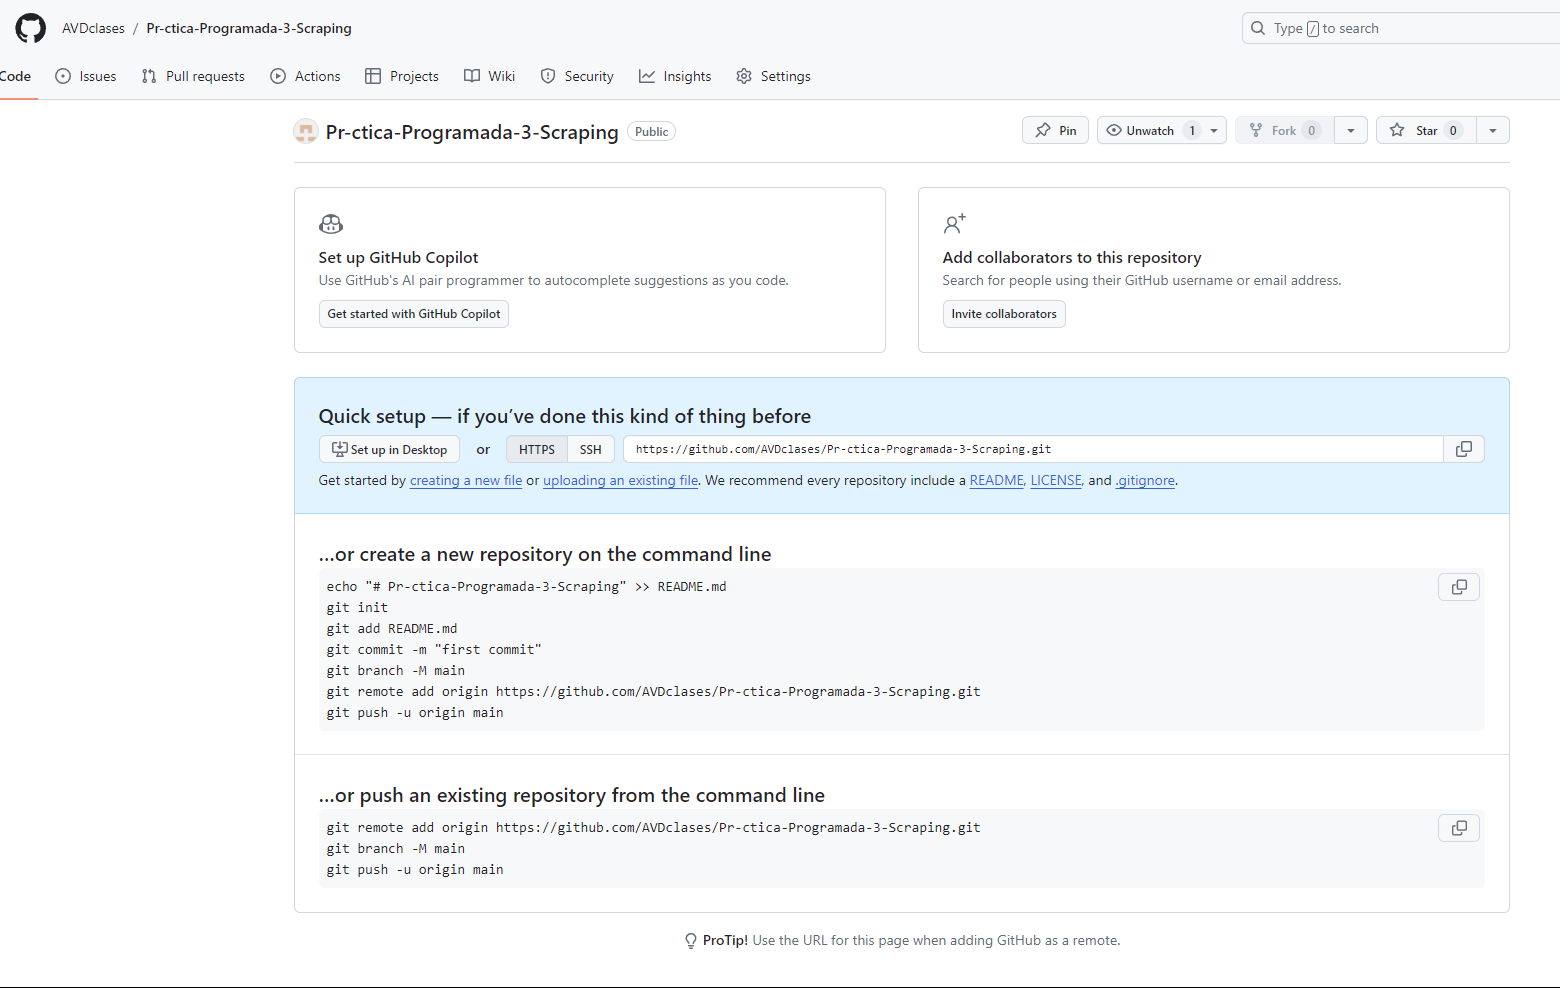 AVDclases / Pr-ctica-Programada-3-Scraping
Type / to search
Code Issues Pull requests Actions Projects Wiki Security Insights Settings
Pr-ctica-Programada-3-Scraping Public
Pin Unwatch 1 Fork 0 Star 0
Set up GitHub Copilot
Use GitHub's AI pair programmer to autocomplete suggestions as you code.
Get started with GitHub Copilot
Add collaborators to this repository
Search for people using their GitHub username or email address.
Invite collaborators
Quick setup — if you’ve done this kind of thing before
Set up in Desktop or HTTPS SSH https://github.com/AVDclases/Pr-ctica-Programada-3-Scraping.git
Get started by creating a new file or uploading an existing file. We recommend every repository include a README, LICENSE, and .gitignore.
…or create a new repository on the command line
echo "# Pr-ctica-Programada-3-Scraping" >> README.md
git init
git add README.md
git commit -m "first commit"
git branch -M main
git remote add origin https://github.com/AVDclases/Pr-ctica-Programada-3-Scraping.git
git push -u origin main
…or push an existing repository from the command line
git remote add origin https://github.com/AVDclases/Pr-ctica-Programada-3-Scraping.git
git branch -M main
git push -u origin main
ProTip! Use the URL for this page when adding GitHub as a remote.